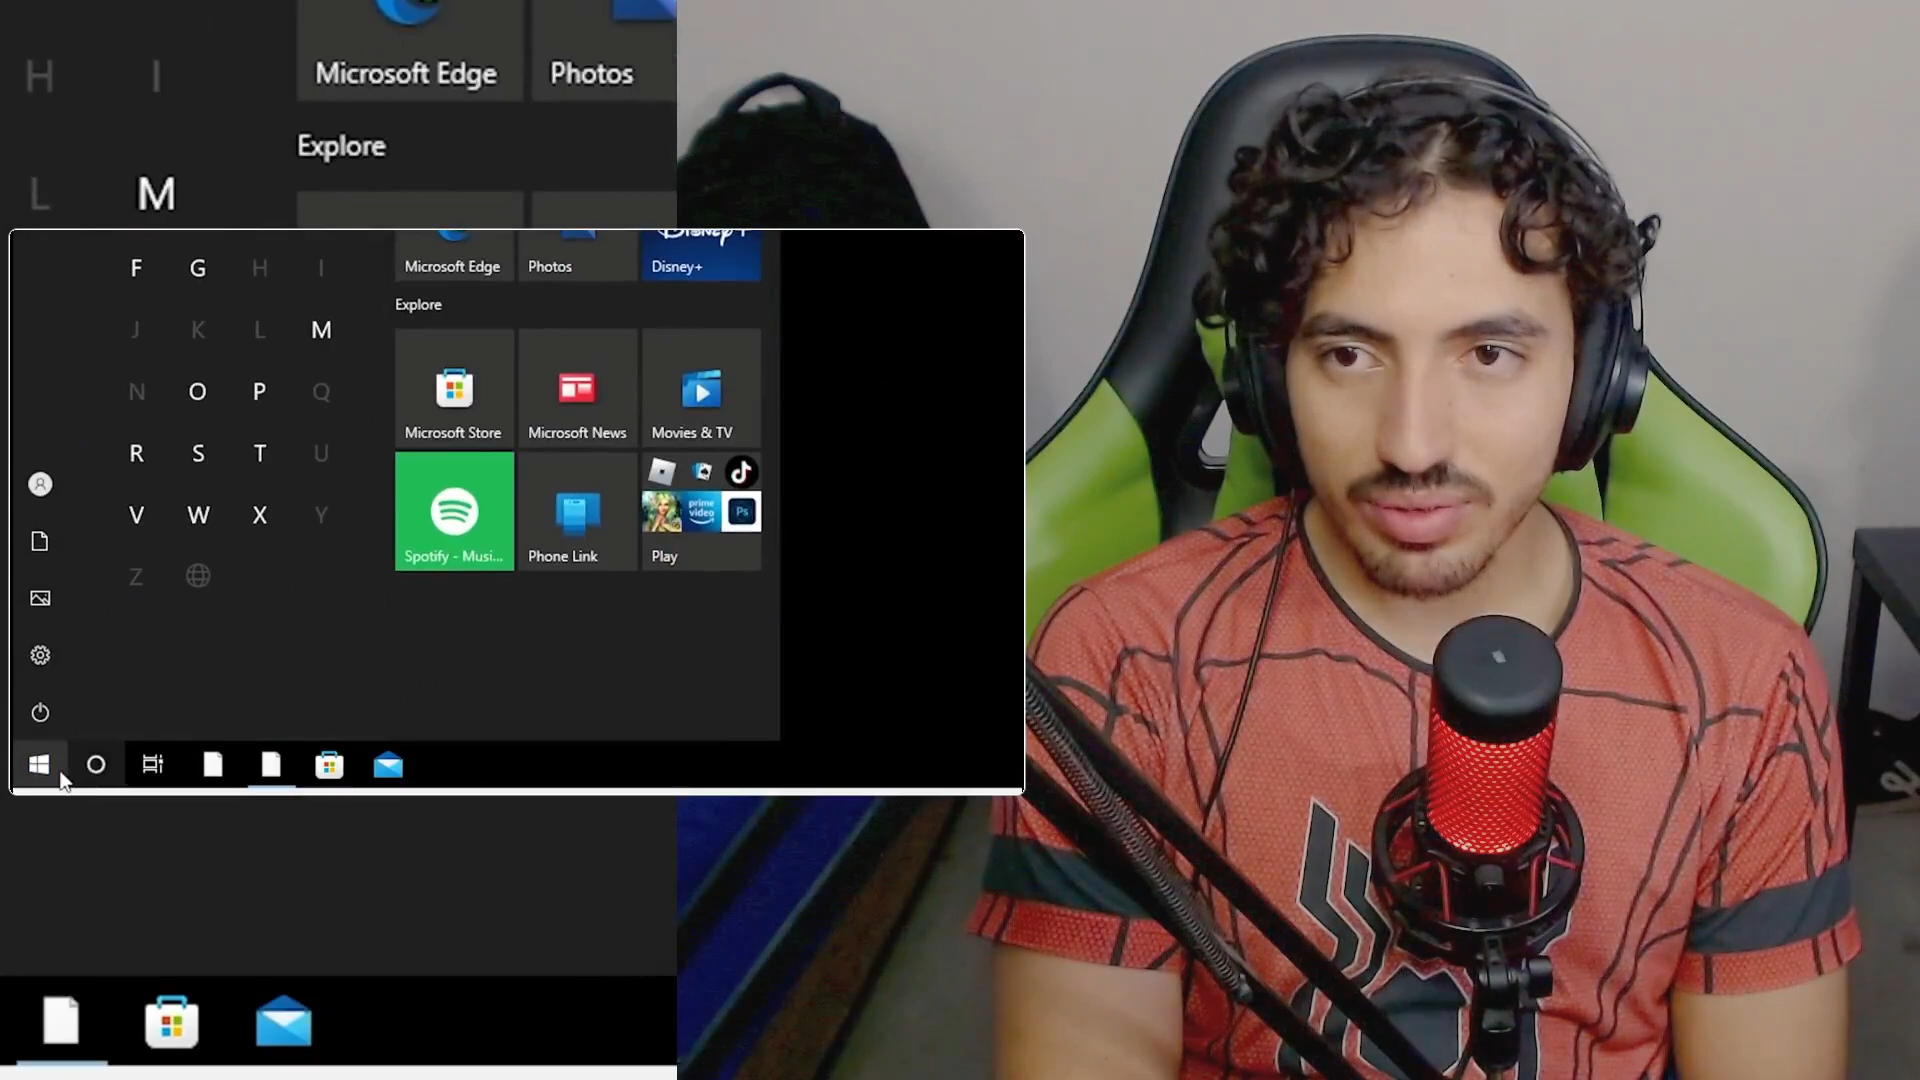 Microsoft Edge Photos
H I
Explore
L M
Disney+
Microsoft Edge Photos Disney+
F G H I
Explore
J K L M
N O P Q
Microsoft Store Microsoft News Movies & TV
R S T U
V W X Y
prime
video
Ps
Spotify - Musi... Phone Link Play
Z